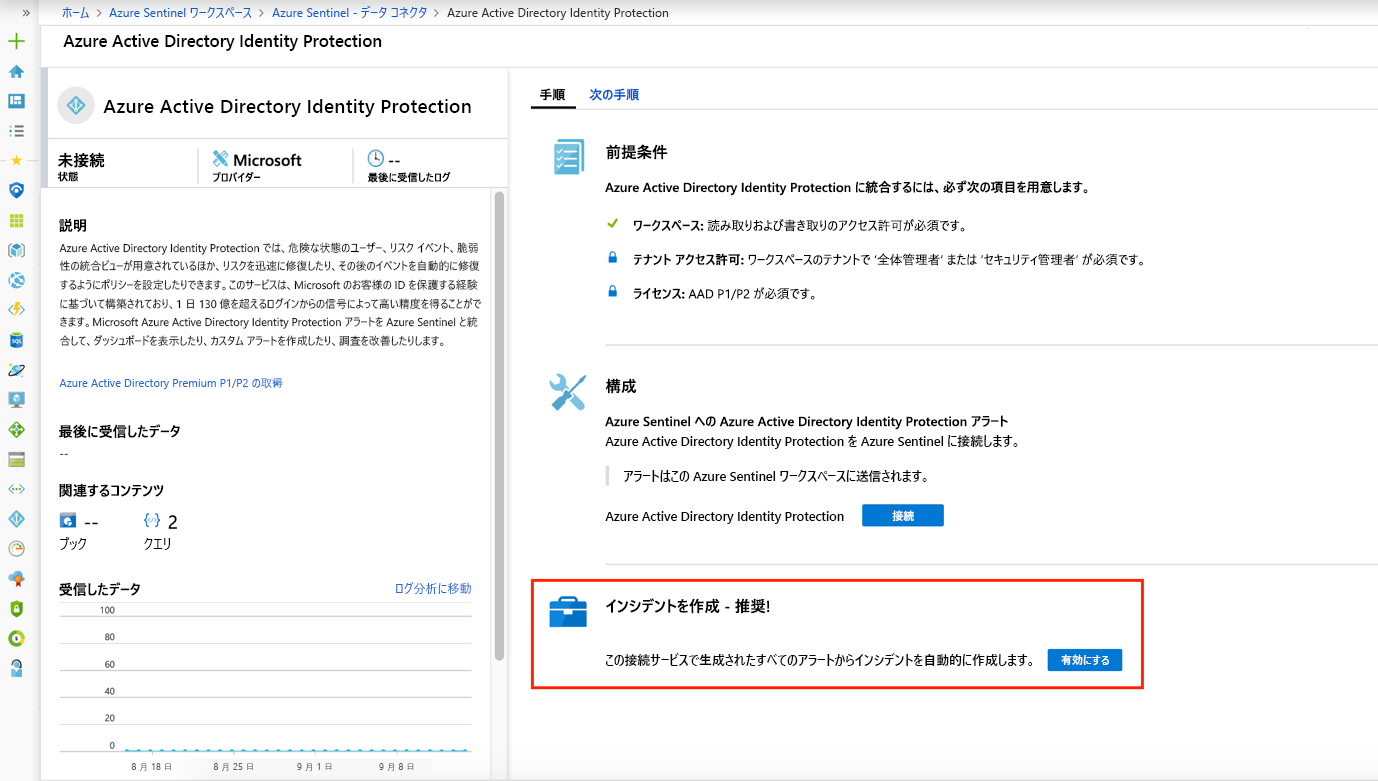 ホーム > Azure Sentinel ワークスペース > Azure Sentinel - データ コネクタ > Azure Active Directory Identity Protection
Azure Active Directory Identity Protection
Azure Active Directory Identity Protection
未接続
状態
Microsoft
プロバイダー
--
最後に受信したログ
説明
Azure Active Directory Identity Protection では、危険な状態のユーザー、リスク イベント、脆弱
性の統合ビューが用意されているほか、リスクを迅速に修復したり、その後のイベントを自動的に修復
するようにポリシーを設定したりできます。このサービスは、Microsoft のお客様の ID を保護する経験
に基づいて構築されており、1 日 130 億を超えるログインからの信号によって高い精度を得ることがで
きます。Microsoft Azure Active Directory Identity Protection アラートを Azure Sentinel と統
合して、ダッシュボードを表示したり、カスタム アラートを作成したり、調査を改善したりします。
Azure Active Directory Premium P1/P2 の取得
最後に受信したデータ
--
関連するコンテンツ
--
ブック
2
クエリ
受信したデータ
ログ分析に移動
100
80
60
40
20
0
8 月 18 日
8 月 25 日
9 月 1 日
9 月 8 日
手順
次の手順
前提条件
Azure Active Directory Identity Protection に統合するには、必ず次の項目を用意します。
ワークスペース: 読み取りおよび書き取りのアクセス許可が必須です。
テナント アクセス許可: ワークスペースのテナントで ‘全体管理者’ または ‘セキュリティ管理者’ が必須です。
ライセンス: AAD P1/P2 が必須です。
構成
Azure Sentinel への Azure Active Directory Identity Protection アラート
Azure Active Directory Identity Protection を Azure Sentinel に接続します。
アラートはこの Azure Sentinel ワークスペースに送信されます。
Azure Active Directory Identity Protection
接続
インシデントを作成 - 推奨!
この接続サービスで生成されたすべてのアラートからインシデントを自動的に作成します。
有効にする